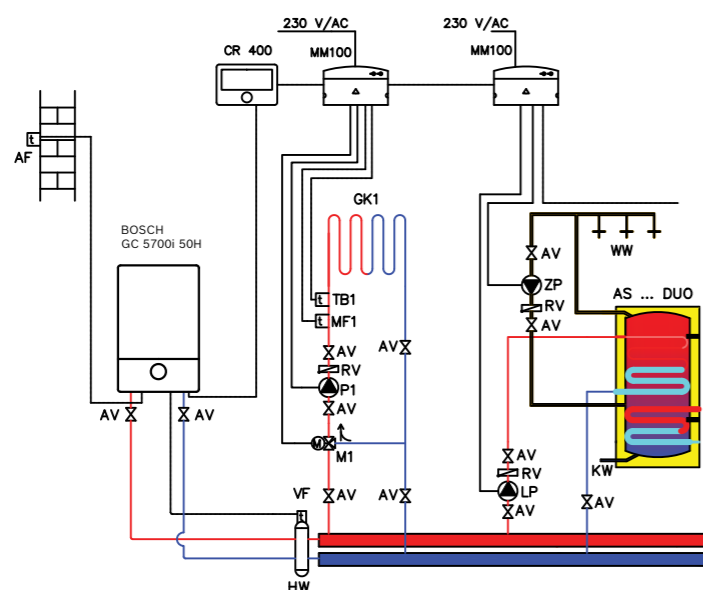 230 V/AC
230 V/AC
CR 400
MM100
MM100
t
AF
GK1
BOSCH
GC 5700i 50H
WW
AV
ZP
AS ... DUO
t
TB1
RV
t
MF1
AV
AV
AV
RV
P1
AV
AV
AV
M
M1
AV
RV
KW
VF
AV
AV
LP
AV
t
AV
HW